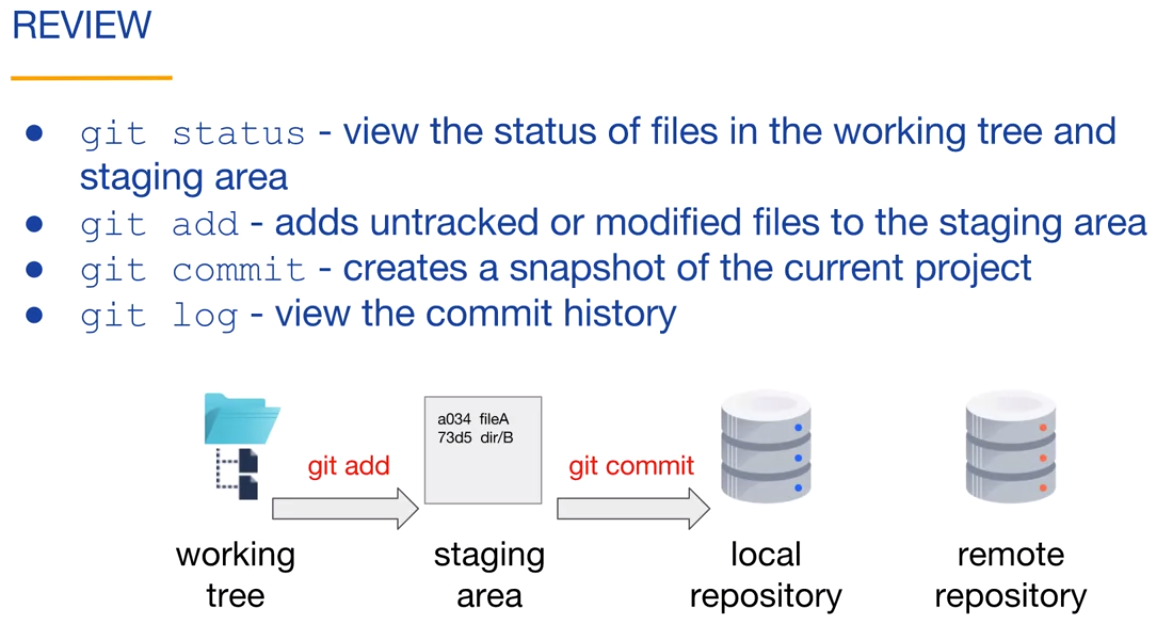 REVIEW
● git status - view the status of files in the working tree and
staging area
● git add - adds untracked or modified files to the staging area
● git commit - creates a snapshot of the current project
● git log - view the commit history
a034 fileA
73d5 dir/B
git add
git commit
working
tree
staging
area
local
repository
remote
repository